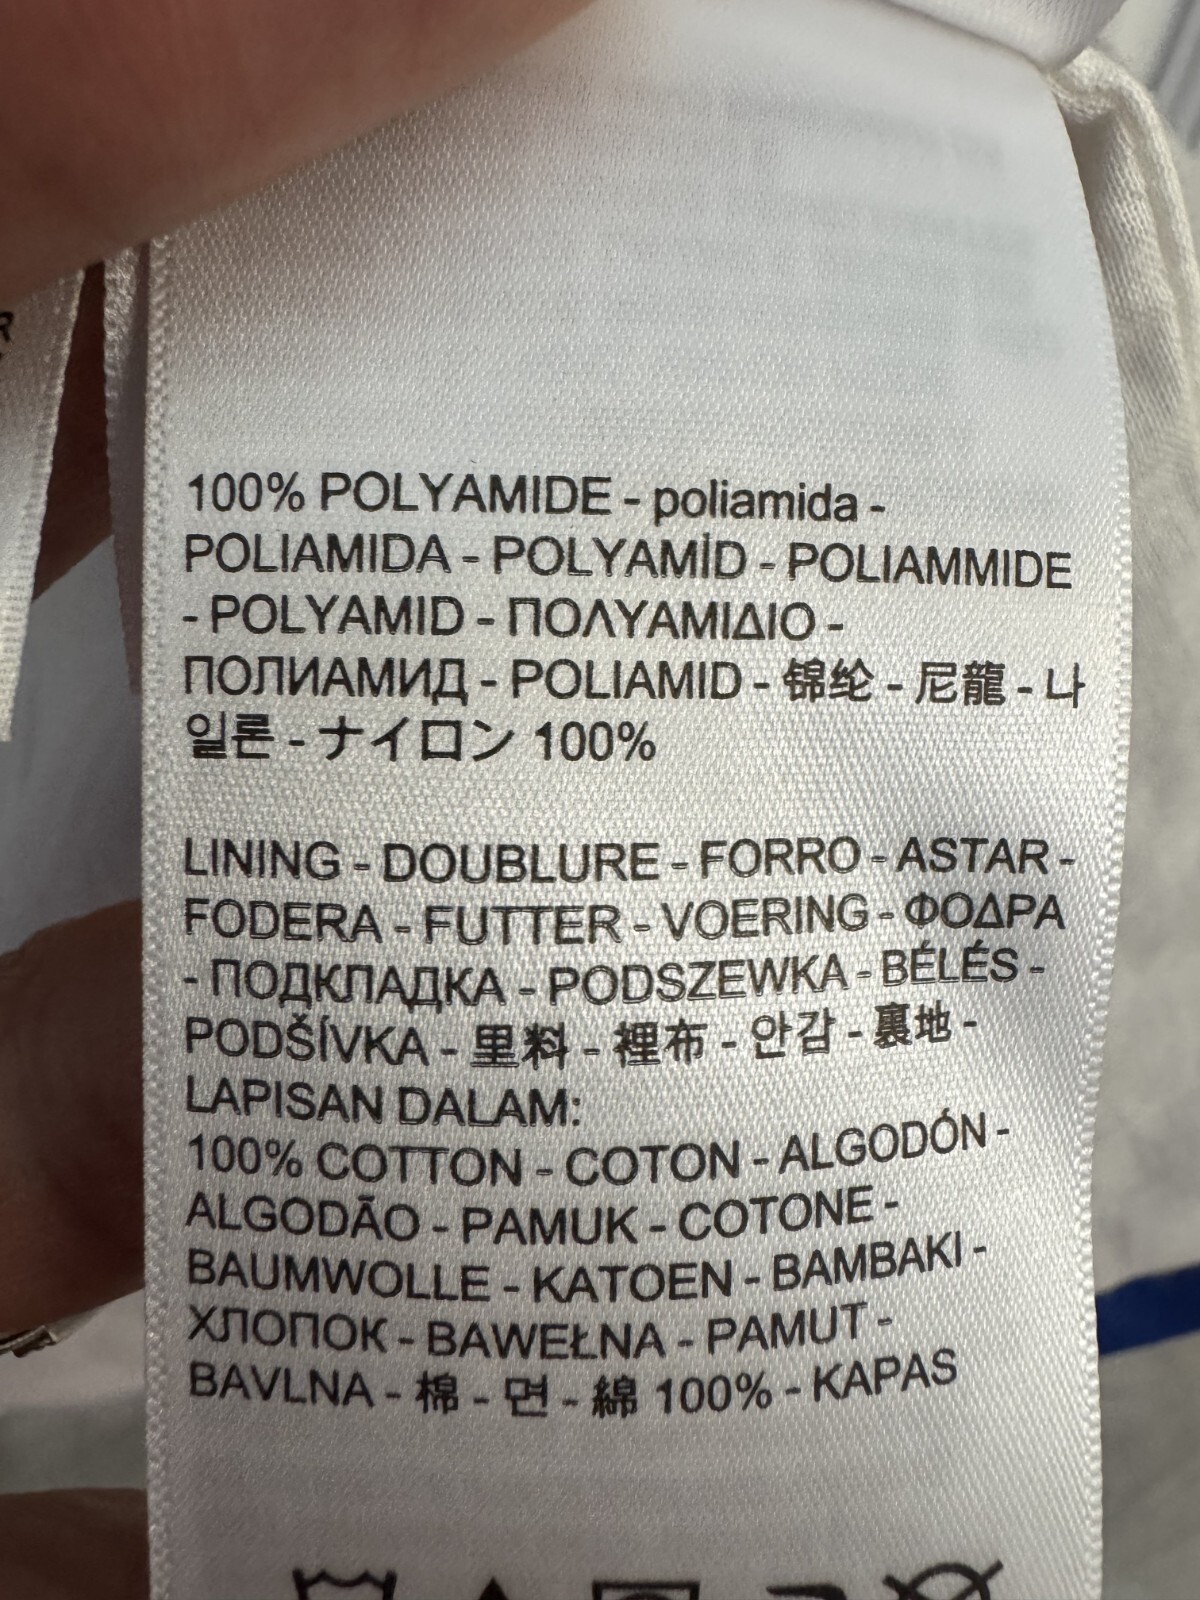 100% POLYAMIDE - poliamida -
POLIAMIDA - POLYAMİD - POLIAMMIDE
- POLYAMID - ΠΟΛΥΑΜΙΔΙΟ -
ПОЛИАМИД - POLIAMID - 锦纶 - 尼龍 - 나
일론 - ナイロン 100%
LINING - DOUBLURE - FORRO - ASTAR -
FODERA - FUTTER - VOERING - ΦΟΔΡΑ
- ПОДКЛАДКА - PODSZEWKA - BÉLÉS -
PODŠÍVKA - 里料 - 裡布 - 안감 - 裏地 -
LAPISAN DALAM:
100% COTTON - COTON - ALGODÓN -
ALGODÃO - PAMUK - COTONE -
BAUMWOLLE - KATOEN - BAMBAKI -
ХЛОПОК - BAWEŁNA - PAMUT -
BAVLNA - 棉 - 면 - 綿 100% - KAPAS